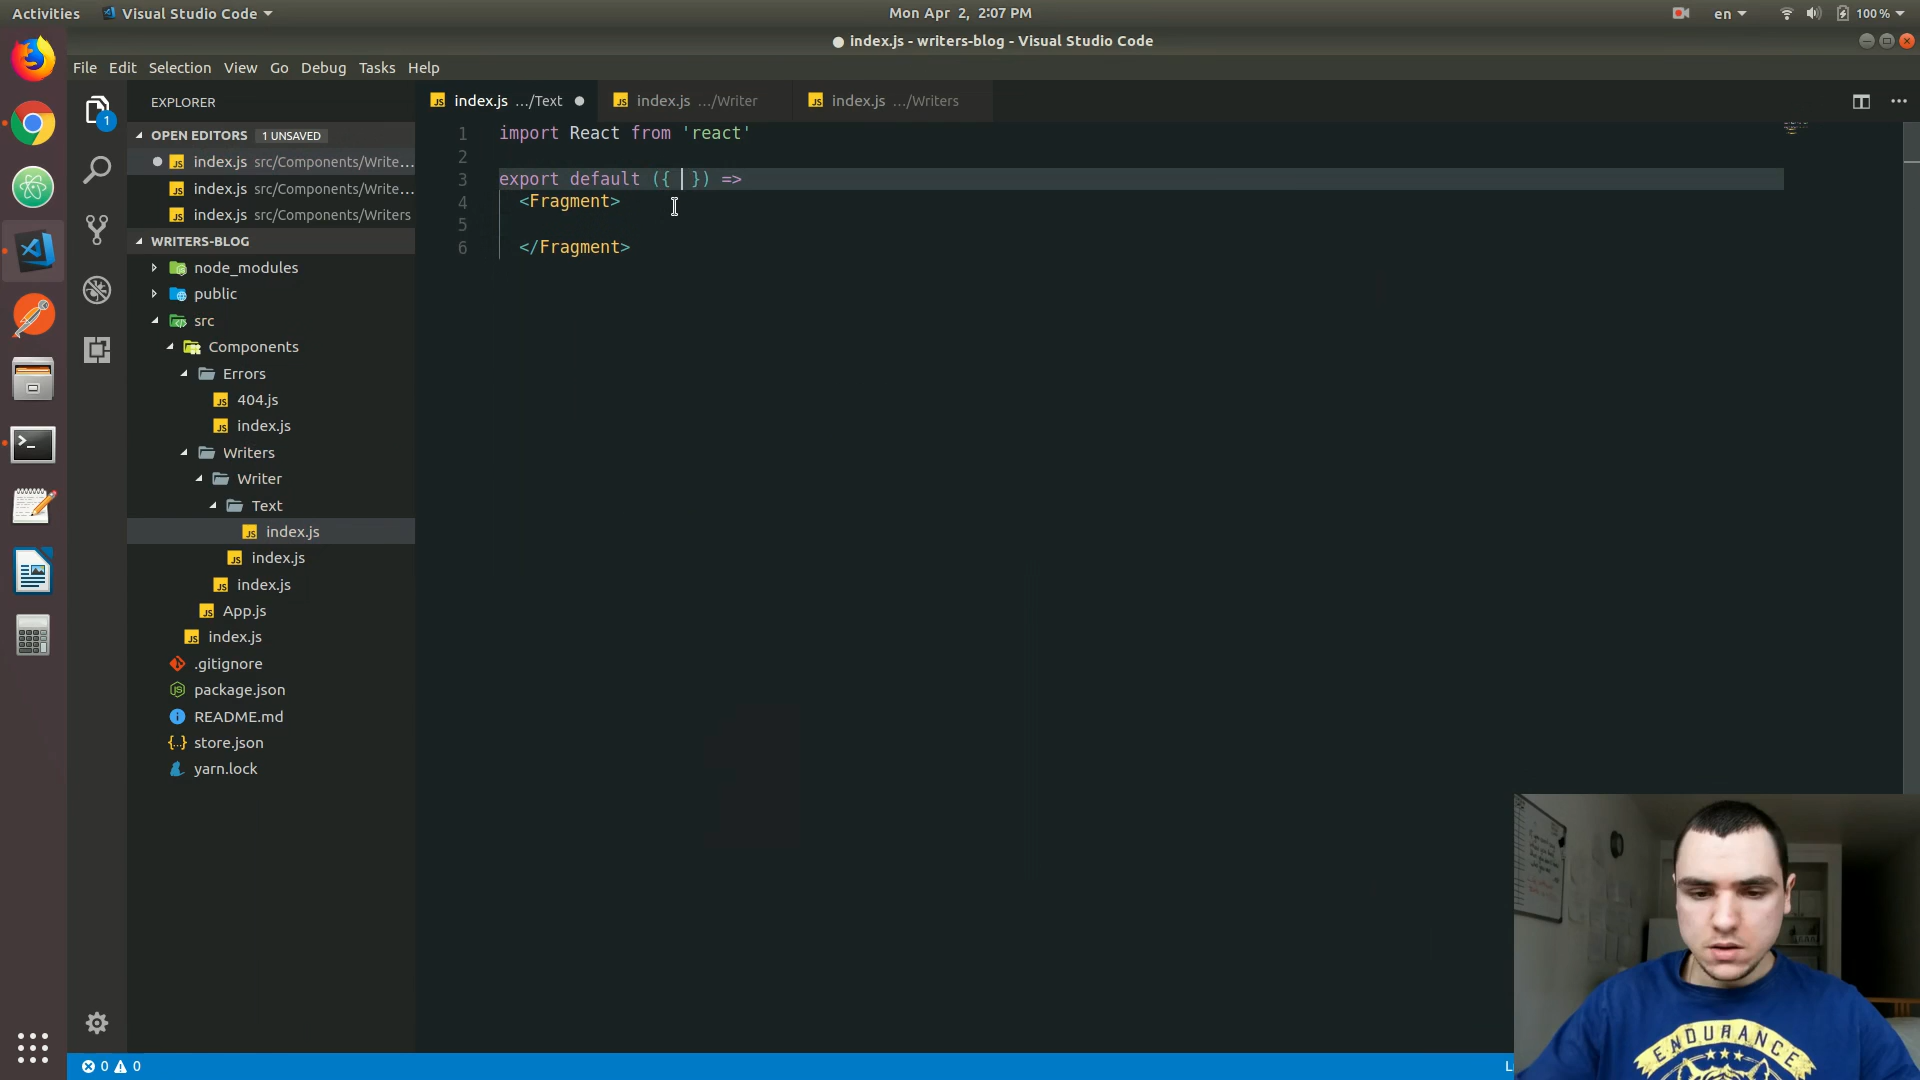 Activities
Visual Studio Code
Mon Apr 2, 2:07 PM
en
100 %
● index.js - writers-blog - Visual Studio Code
File Edit Selection View Go Debug Tasks Help
EXPLORER
index.js …/Text
index.js …/Writer
index.js …/Writers
1
OPEN EDITORS 1 UNSAVED
index.js src/Components/Write…
index.js src/Components/Write…
index.js src/Components/Writers
WRITERS-BLOG
node_modules
public
src
Components
Errors
404.js
index.js
Writers
Writer
Text
index.js
index.js
index.js
App.js
index.js
.gitignore
package.json
README.md
store.json
yarn.lock
1 import React from 'react'
2
3 export default ({ }) =>
4 <Fragment>
5
6 </Fragment>
0 0
ENDURANCE